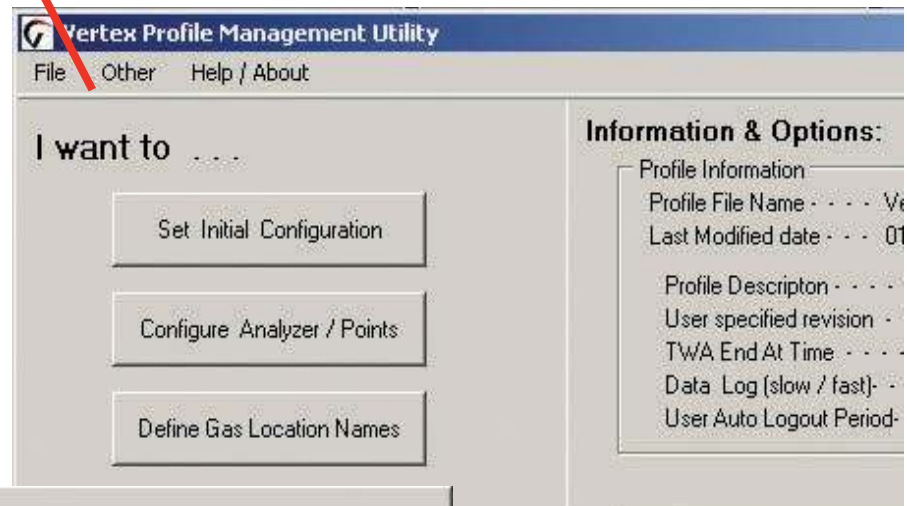 Vertex Profile Management Utility
File Other Help / About
I want to . . .
Set Initial Configuration
Configure Analyzer / Points
Define Gas Location Names
Information & Options:
Profile Information
Profile File Name - - - - Ve
Last Modified date - - - 01
Profile Descripton - - - -
User specified revision -
TWA End At Time - - - -
Data Log (slow / fast)- -
User Auto Logout Period-